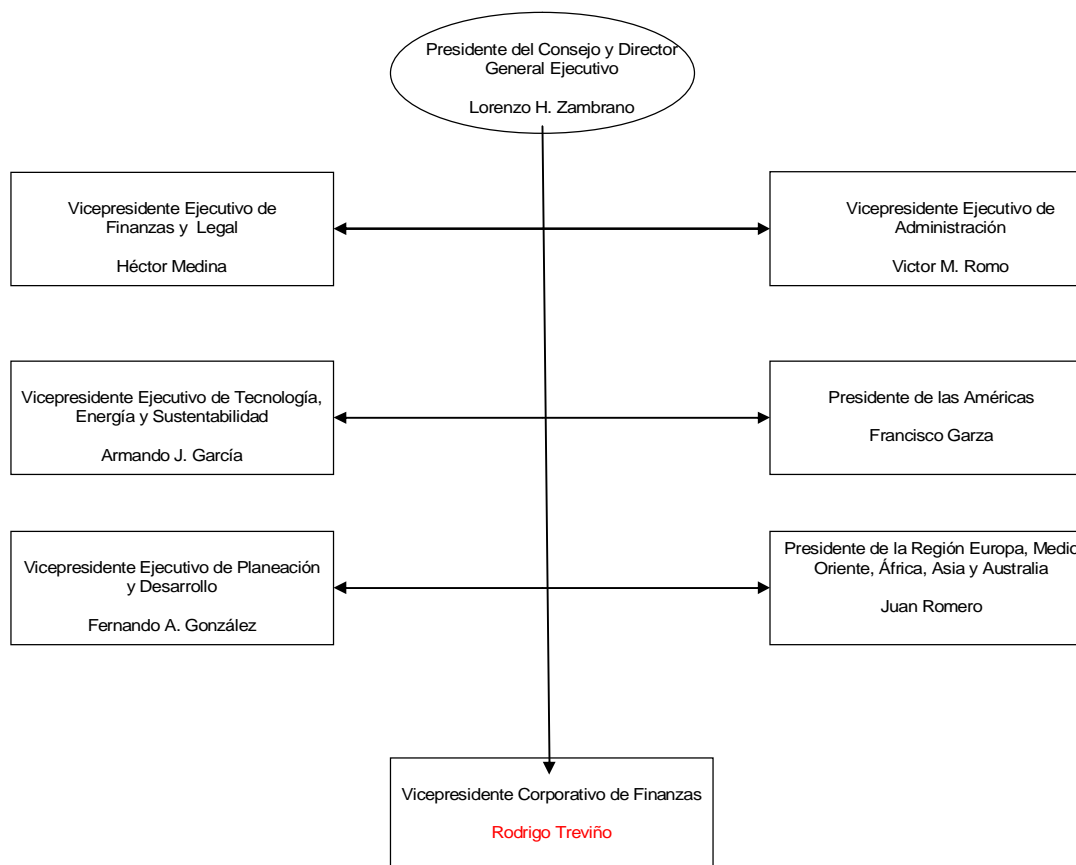 Presidente del Consejo y Director
General Ejecutivo
Lorenzo H. Zambrano
Vicepresidente Ejecutivo de
Finanzas y Legal
Héctor Medina
Vicepresidente Ejecutivo de
Administración
Victor M. Romo
Vicepresidente Ejecutivo de Tecnología,
Energía y Sustentabilidad
Armando J. García
Presidente de las Américas
Francisco Garza
Vicepresidente Ejecutivo de Planeación
y Desarrollo
Fernando A. González
Presidente de la Región Europa, Medio
Oriente, África, Asia y Australia
Juan Romero
Vicepresidente Corporativo de Finanzas
Rodrigo Treviño